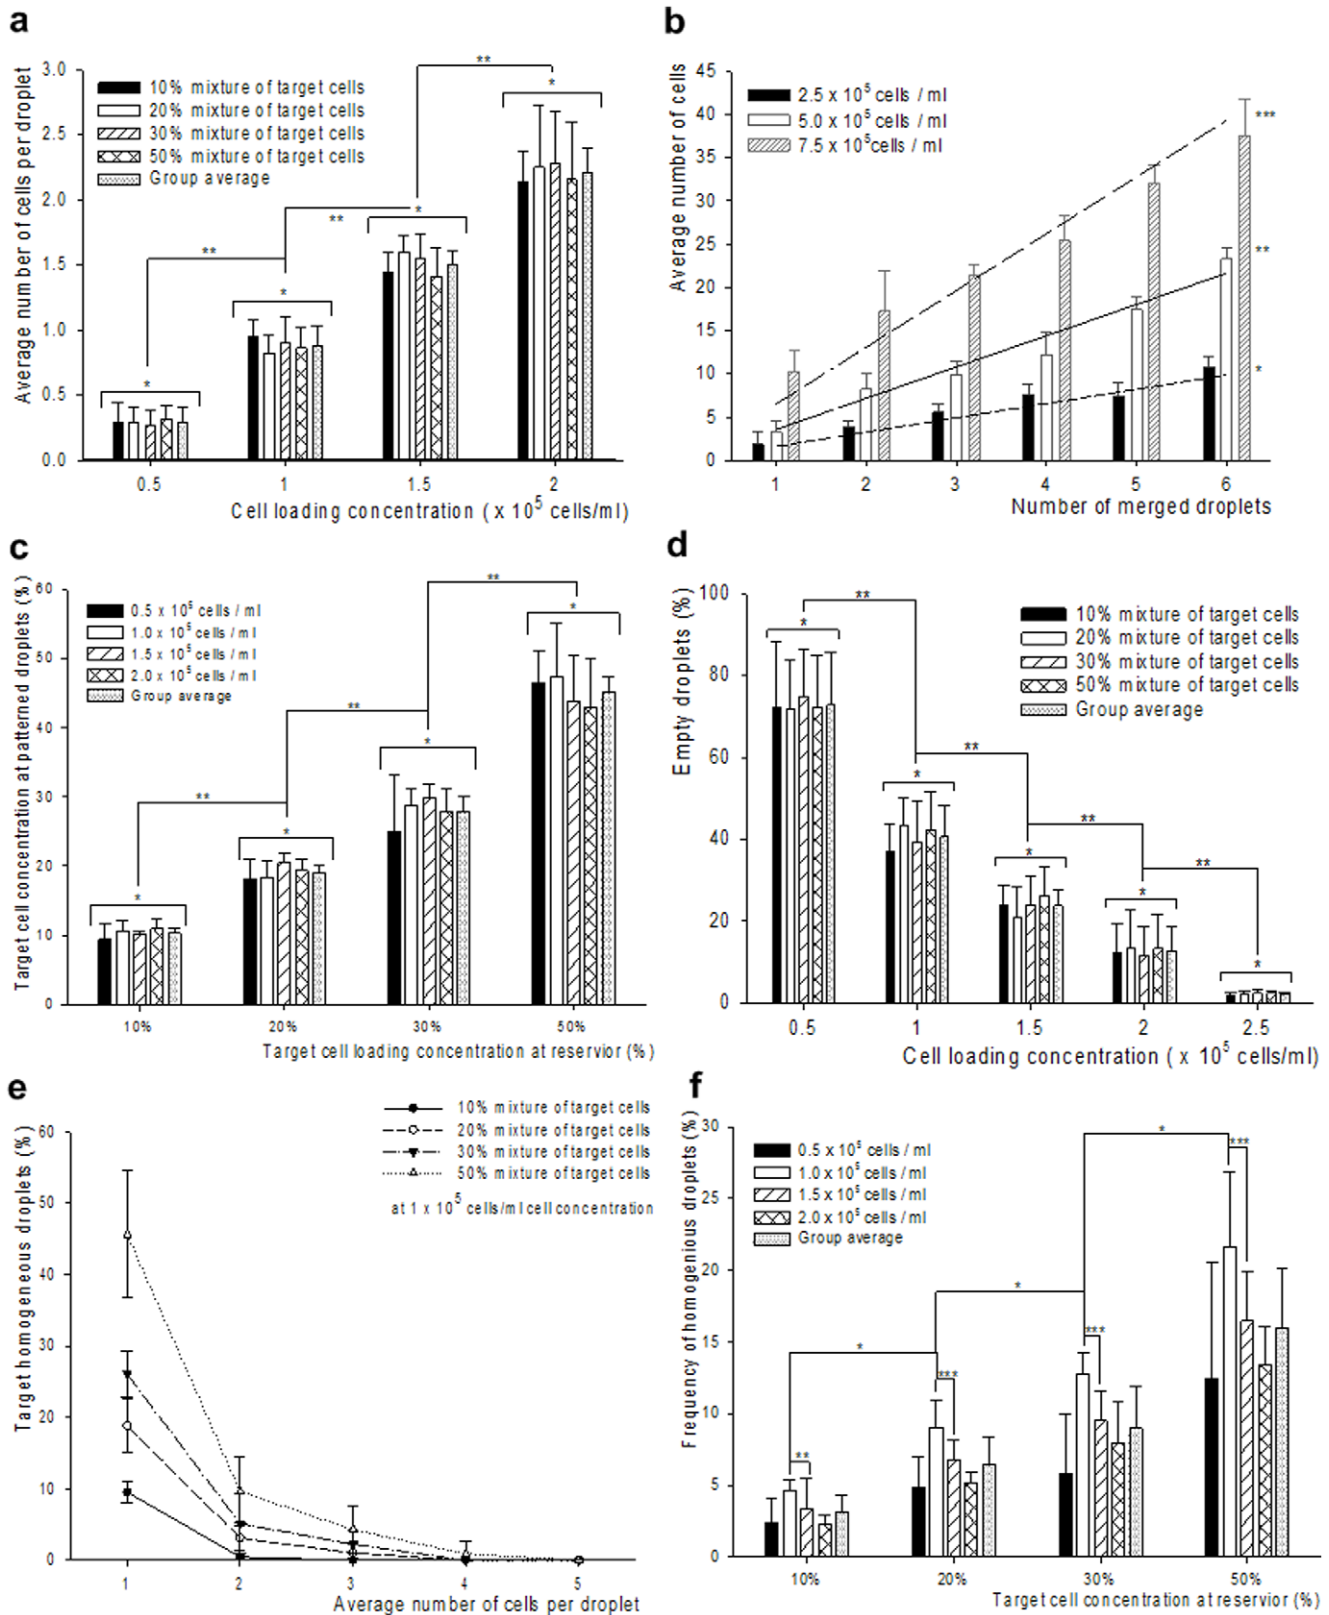 a
Average number of cells per droplet
3.0
2.5
2.0
1.5
1.0
0.5
0.0
10% mixture of target cells
20% mixture of target cells
30% mixture of target cells
50% mixture of target cells
Group average
*
**
*
**
*
**
*
0.5 1 1.5 2
Cell loading concentration ( x 10⁵ cells/ml)
b
Average number of cells
45
40
35
30
25
20
15
10
5
0
2.5 x 10⁵ cells / ml
5.0 x 10⁵ cells / ml
7.5 x 10⁵cells / ml
***
**
*
1 2 3 4 5 6
Number of merged droplets
c
Target cell concentration at patterned droplets (%)
60
50
40
30
20
10
0
0.5 x 10⁵ cells / ml
1.0 x 10⁵ cells / ml
1.5 x 10⁵ cells / ml
2.0 x 10⁵ cells / ml
Group average
*
**
*
**
*
**
*
10% 20% 30% 50%
Target cell loading concentration at reservior (%)
d
Empty droplets (%)
100
80
60
40
20
0
10% mixture of target cells
20% mixture of target cells
30% mixture of target cells
50% mixture of target cells
Group average
*
**
*
**
*
**
*
**
*
0.5 1 1.5 2 2.5
Cell loading concentration ( x 10⁵ cells/ml)
e
Target homogeneous droplets (%)
60
50
40
30
20
10
0
10% mixture of target cells
20% mixture of target cells
30% mixture of target cells
50% mixture of target cells
at 1 x 10⁵ cells/ml cell concentration
1 2 3 4 5
Average number of cells per droplet
f
Frequency of homogenious droplets (%)
30
25
20
15
10
5
0
0.5 x 10⁵ cells / ml
1.0 x 10⁵ cells / ml
1.5 x 10⁵ cells / ml
2.0 x 10⁵ cells / ml
Group average
**
*
***
*
***
*
***
10% 20% 30% 50%
Target cell concentration at reservior (%)